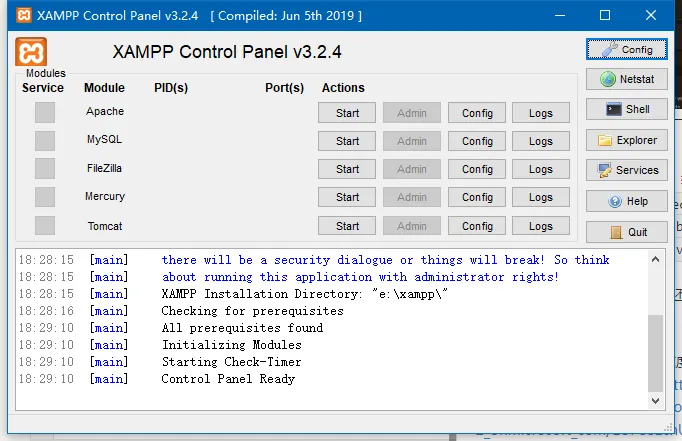 XAMPP Control Panel v3.2.4 [ Compiled: Jun 5th 2019 ]
XAMPP Control Panel v3.2.4
Config
Modules
Service Module PID(s) Port(s) Actions
Netstat
Apache Start Admin Config Logs
Shell
MySQL Start Admin Config Logs
Explorer
FileZilla Start Admin Config Logs
Services
Mercury Start Admin Config Logs
Help
Tomcat Start Admin Config Logs
Quit
18:28:15 [main] there will be a security dialogue or things will break! So think
18:28:15 [main] about running this application with administrator rights!
18:28:15 [main] XAMPP Installation Directory: "e:\xampp\"
18:28:16 [main] Checking for prerequisites
18:29:10 [main] All prerequisites found
18:29:10 [main] Initializing Modules
18:29:10 [main] Starting Check-Timer
18:29:10 [main] Control Panel Ready